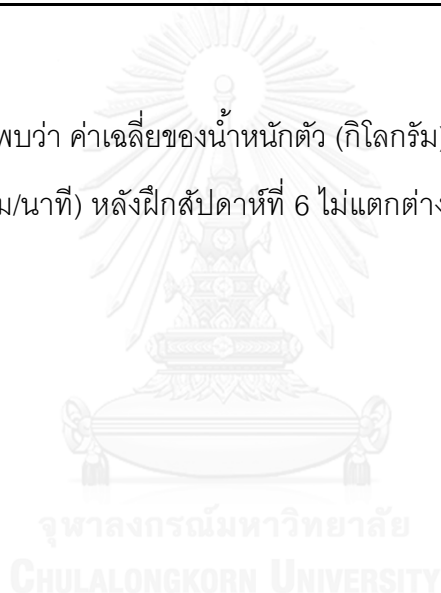 พบว่า ค่าเฉลี่ยของน้ำหนักตัว (กิโลกรัม)
ม/นาที) หลังฝึกสัปดาห์ที่ 6 ไม่แตกต่าง
จุฬาลงกรณ์มหาวิทยาลัย
CHULALONGKORN UNIVERSITY